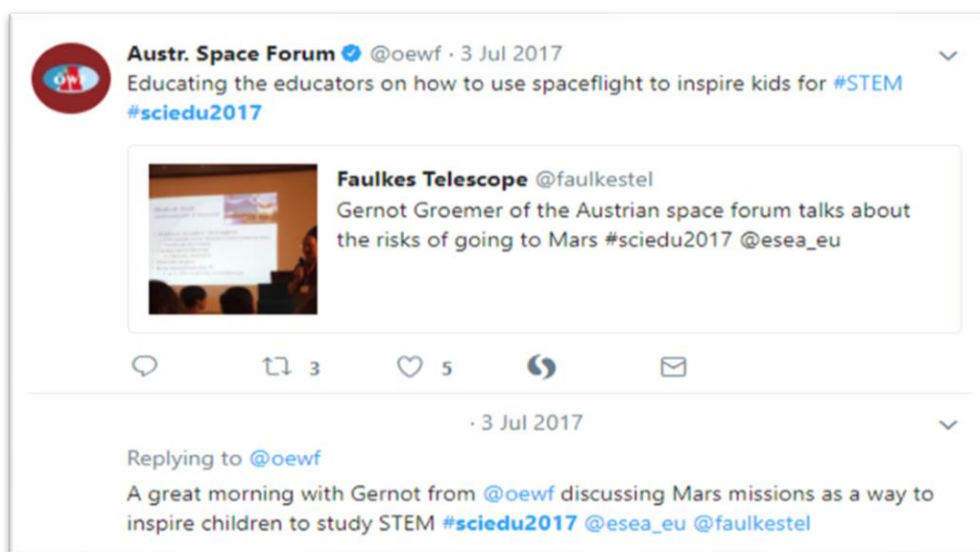 Austr. Space Forum @oewf · 3 Jul 2017
Educating the educators on how to use spaceflight to inspire kids for #STEM
#sciedu2017
Faulkes Telescope @faulkestel
Gernot Groemer of the Austrian space forum talks about
the risks of going to Mars #sciedu2017 @esea_eu
3 5
· 3 Jul 2017
Replying to @oewf
A great morning with Gernot from @oewf discussing Mars missions as a way to
inspire children to study STEM #sciedu2017 @esea_eu @faulkestel